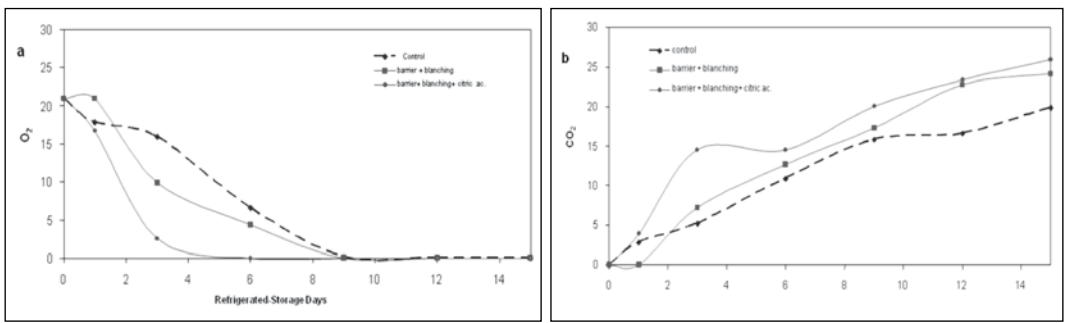 a
O2
30
25
20
15
10
5
0
0 2 4 6 8 10 12 14
Refrigerated-Storage Days
Control
barrier + blanching
barrier+ blanching+ citric ac.
b
CO2
30
25
20
15
10
5
0
0 2 4 6 8 10 12 14
control
barrier + blanching
barrier + blanching+ citric ac.